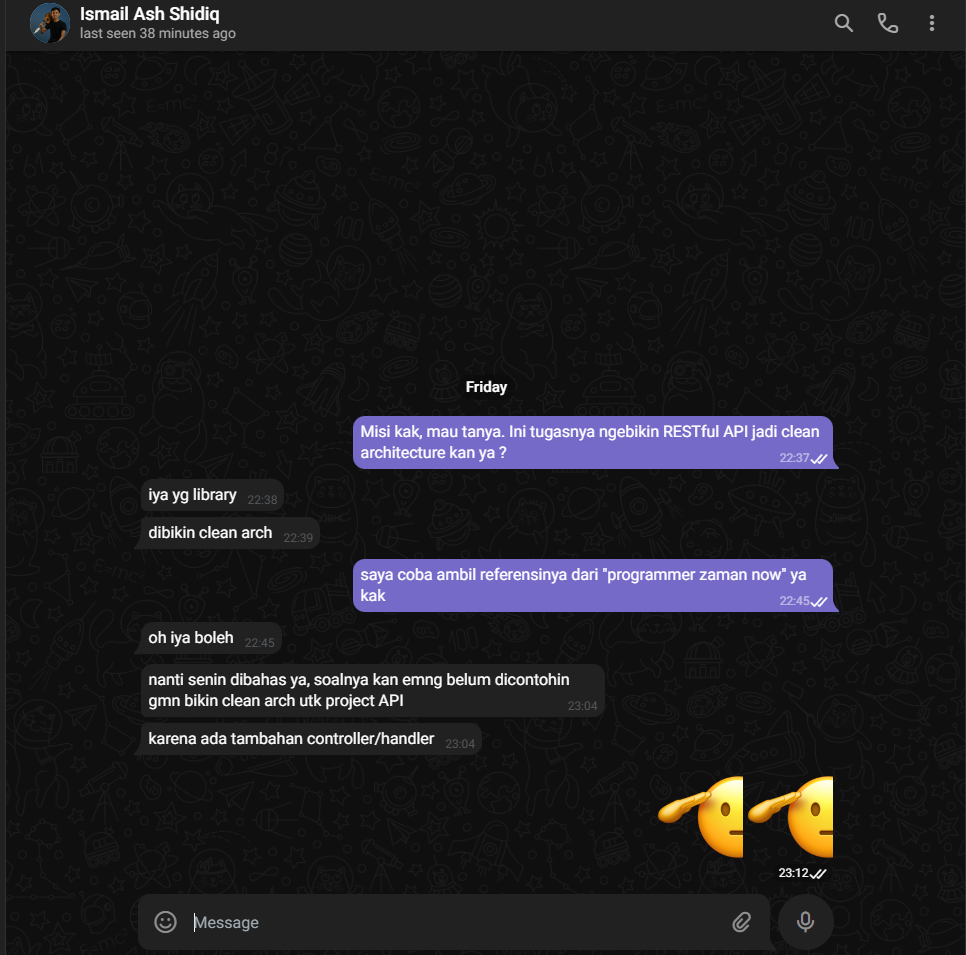 Ismail Ash Shidiq
last seen 38 minutes ago
Friday
Misi kak, mau tanya. Ini tugasnya ngebikin RESTful API jadi clean
architecture kan ya ?
22:37
iya yg library 22:38
dibikin clean arch 22:39
saya coba ambil referensinya dari "programmer zaman now" ya
kak
22:45
oh iya boleh 22:45
nanti senin dibahas ya, soalnya kan emng belum dicontohin
gmn bikin clean arch utk project API
23:04
karena ada tambahan controller/handler 23:04
23:12
Message